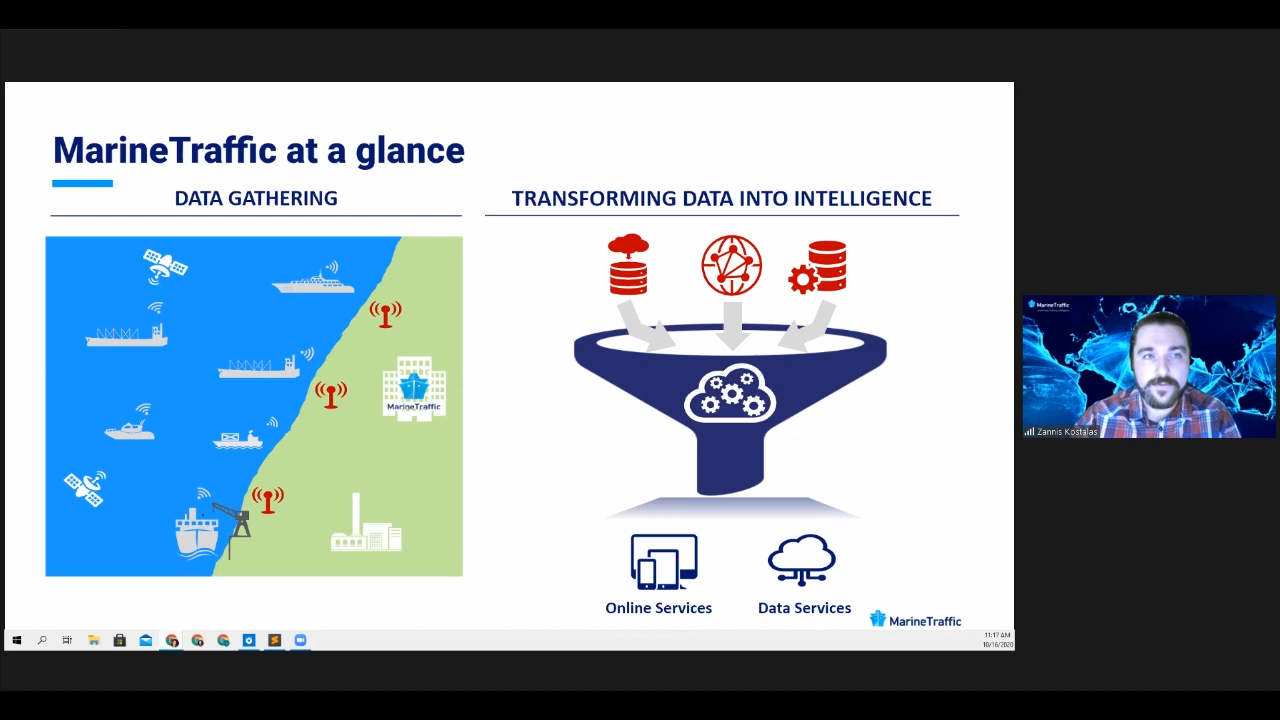 MarineTraffic at a glance
DATA GATHERING
TRANSFORMING DATA INTO INTELLIGENCE
MarineTraffic
Online Services
Data Services
MarineTraffic
11:17 AM
10/16/2020
MarineTraffic
Zannis Kostalas